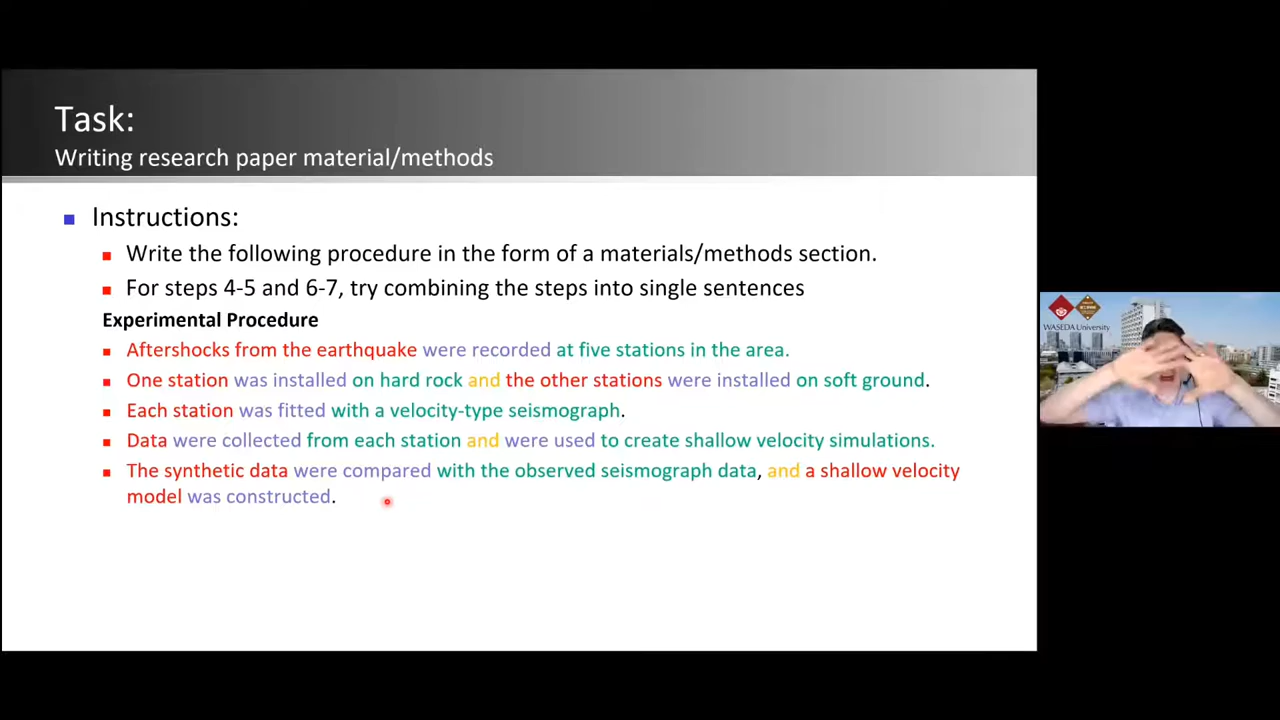 Task:
Writing research paper material/methods
Instructions:
Write the following procedure in the form of a materials/methods section.
For steps 4-5 and 6-7, try combining the steps into single sentences
Experimental Procedure
Aftershocks from the earthquake were recorded at five stations in the area.
One station was installed on hard rock and the other stations were installed on soft ground.
Each station was fitted with a velocity-type seismograph.
Data were collected from each station and were used to create shallow velocity simulations.
The synthetic data were compared with the observed seismograph data, and a shallow velocity
model was constructed.
WASEDA University